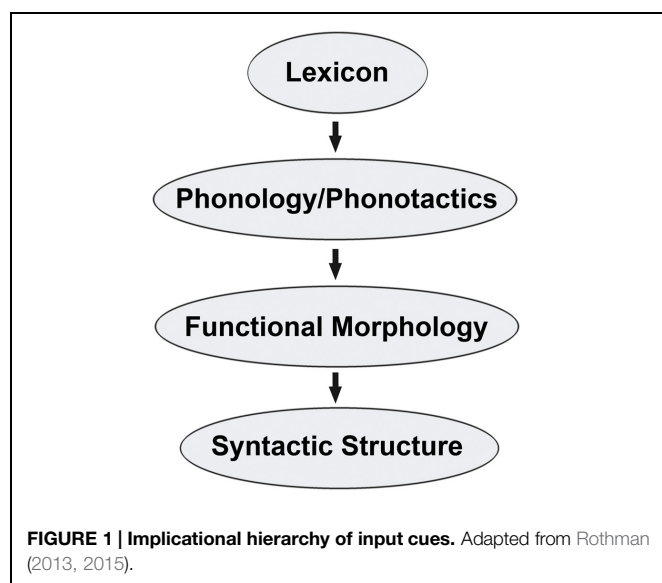 Lexicon
Phonology/Phonotactics
Functional Morphology
Syntactic Structure
FIGURE 1 | Implicational hierarchy of input cues. Adapted from Rothman
(2013, 2015).